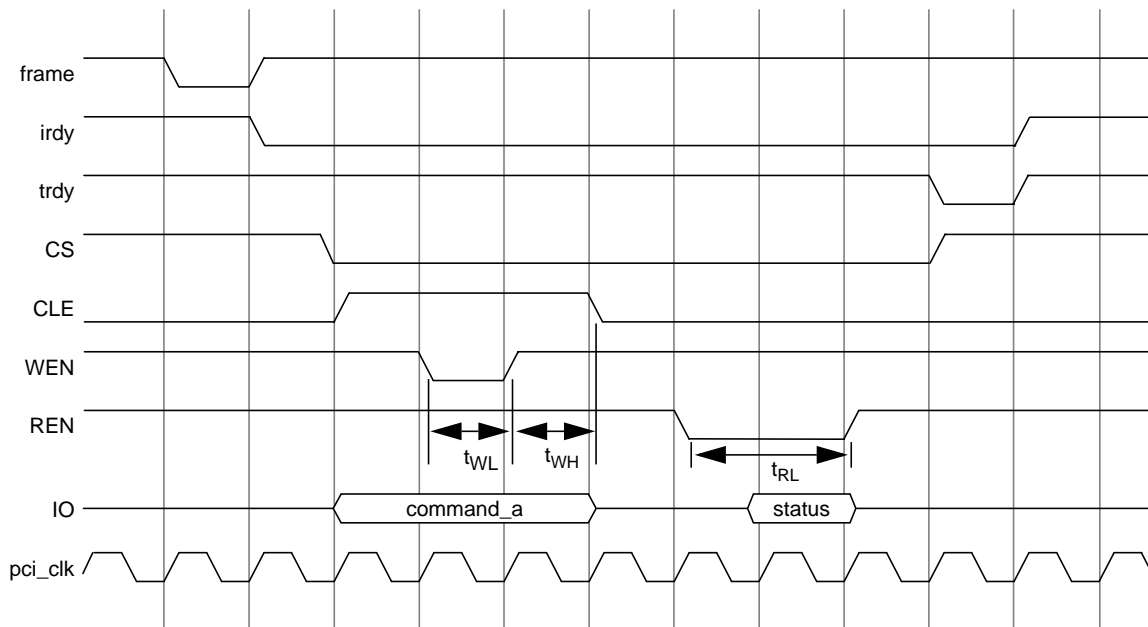 frame
irdy
trdy
CS
CLE
WEN
REN
tWL
tWH
tRL
IO
command_a
status
pci_clk